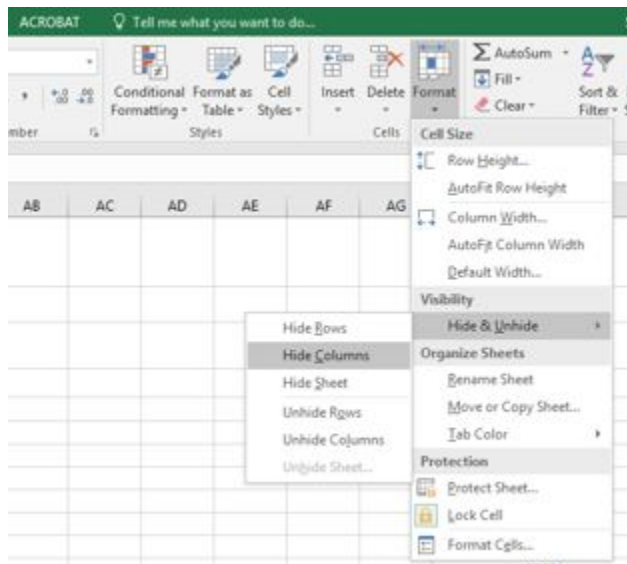 ACROBAT Tell me what you want to do...
Conditional Formatting
Format as Table
Cell Styles
Insert
Delete
Format
AutoSum
Fill
Clear
Sort & Filter
mber
Styles
Cells
AB AC AD AE AF AG
Cell Size
Row Height...
AutoFit Row Height
Column Width...
AutoFit Column Width
Default Width...
Visibility
Hide & Unhide
Organize Sheets
Rename Sheet
Move or Copy Sheet...
Tab Color
Protection
Protect Sheet...
Lock Cell
Format Cells...
Hide Rows
Hide Columns
Hide Sheet
Unhide Rows
Unhide Columns
Unhide Sheet...